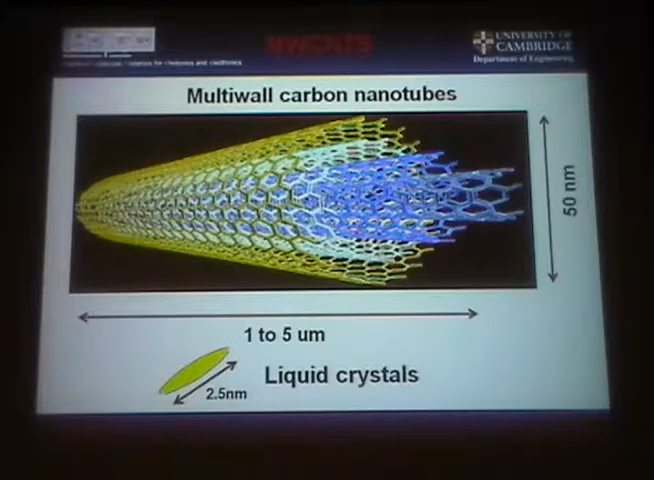 UNIVERSITY OF
CAMBRIDGE
Department of Engineering
Multiwall carbon nanotubes
50 nm
1 to 5 um
2.5nm
Liquid crystals